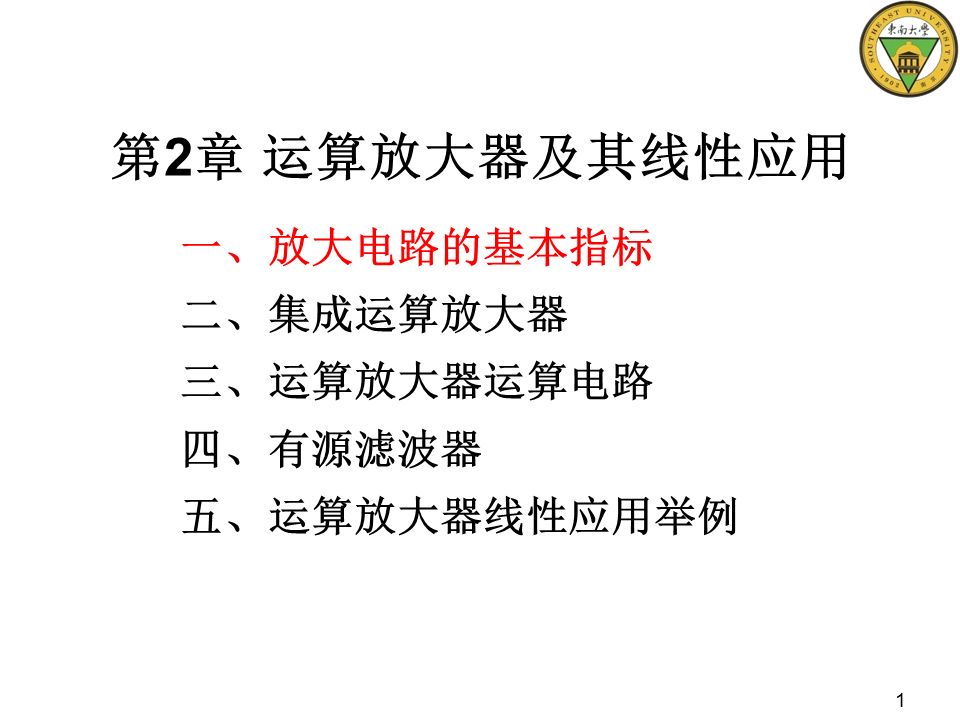 SOUTHEAST UNIVERSITY
東南大學
1902
南京
第2章 运算放大器及其线性应用
一、放大电路的基本指标
二、集成运算放大器
三、运算放大器运算电路
四、有源滤波器
五、运算放大器线性应用举例
1